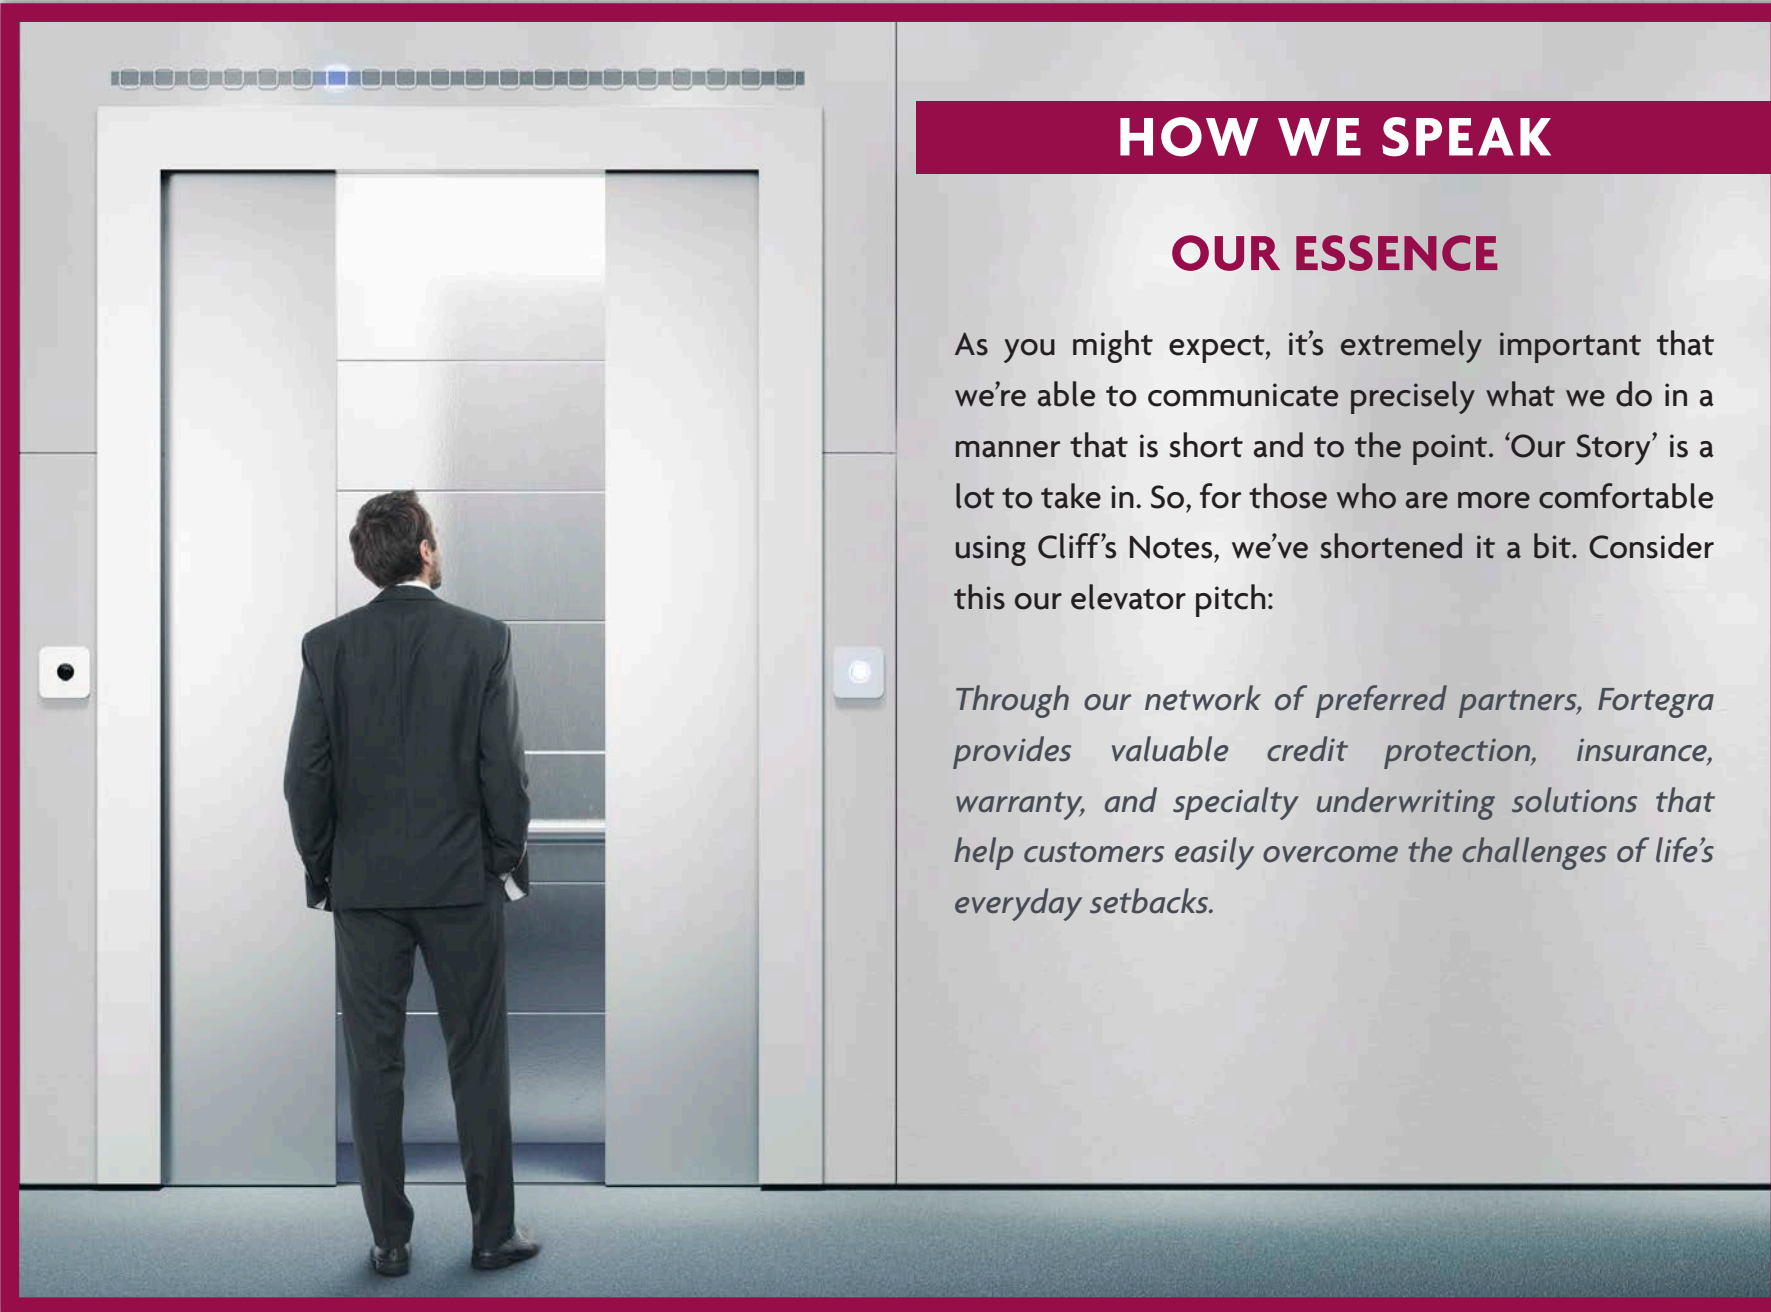 HOW WE SPEAK
OUR ESSENCE
As you might expect, it’s extremely important that
we’re able to communicate precisely what we do in a
manner that is short and to the point. ‘Our Story’ is a
lot to take in. So, for those who are more comfortable
using Cliff’s Notes, we’ve shortened it a bit. Consider
this our elevator pitch:
Through our network of preferred partners, Fortegra
provides valuable credit protection, insurance,
warranty, and specialty underwriting solutions that
help customers easily overcome the challenges of life’s
everyday setbacks.